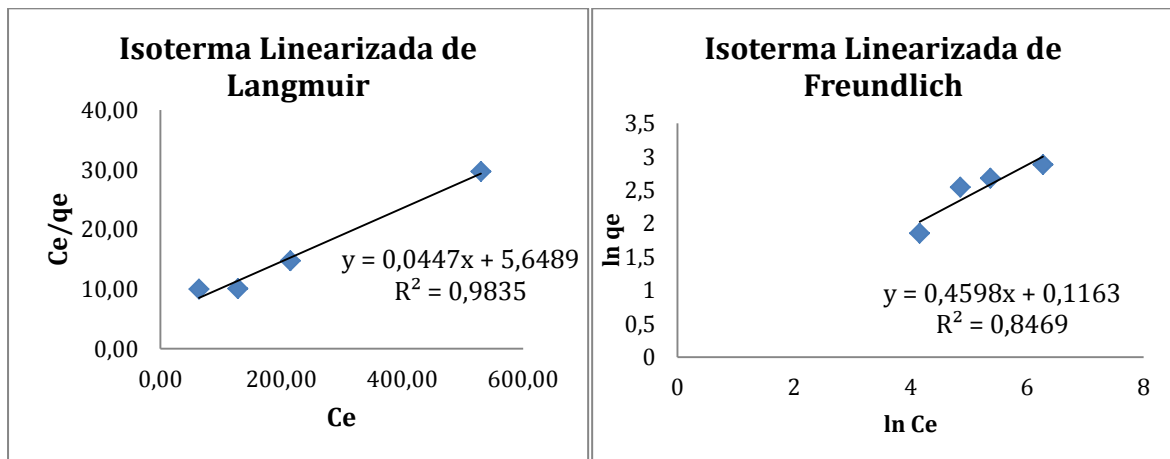 Isoterma Linearizada de
Langmuir
40,00
30,00
20,00
10,00
0,00
Ce/qe
y = 0,0447x + 5,6489
R² = 0,9835
0,00 200,00 400,00 600,00
Ce
Isoterma Linearizada de
Freundlich
3,5
3
2,5
2
1,5
1
0,5
0
ln qe
y = 0,4598x + 0,1163
R² = 0,8469
0 2 4 6 8
ln Ce